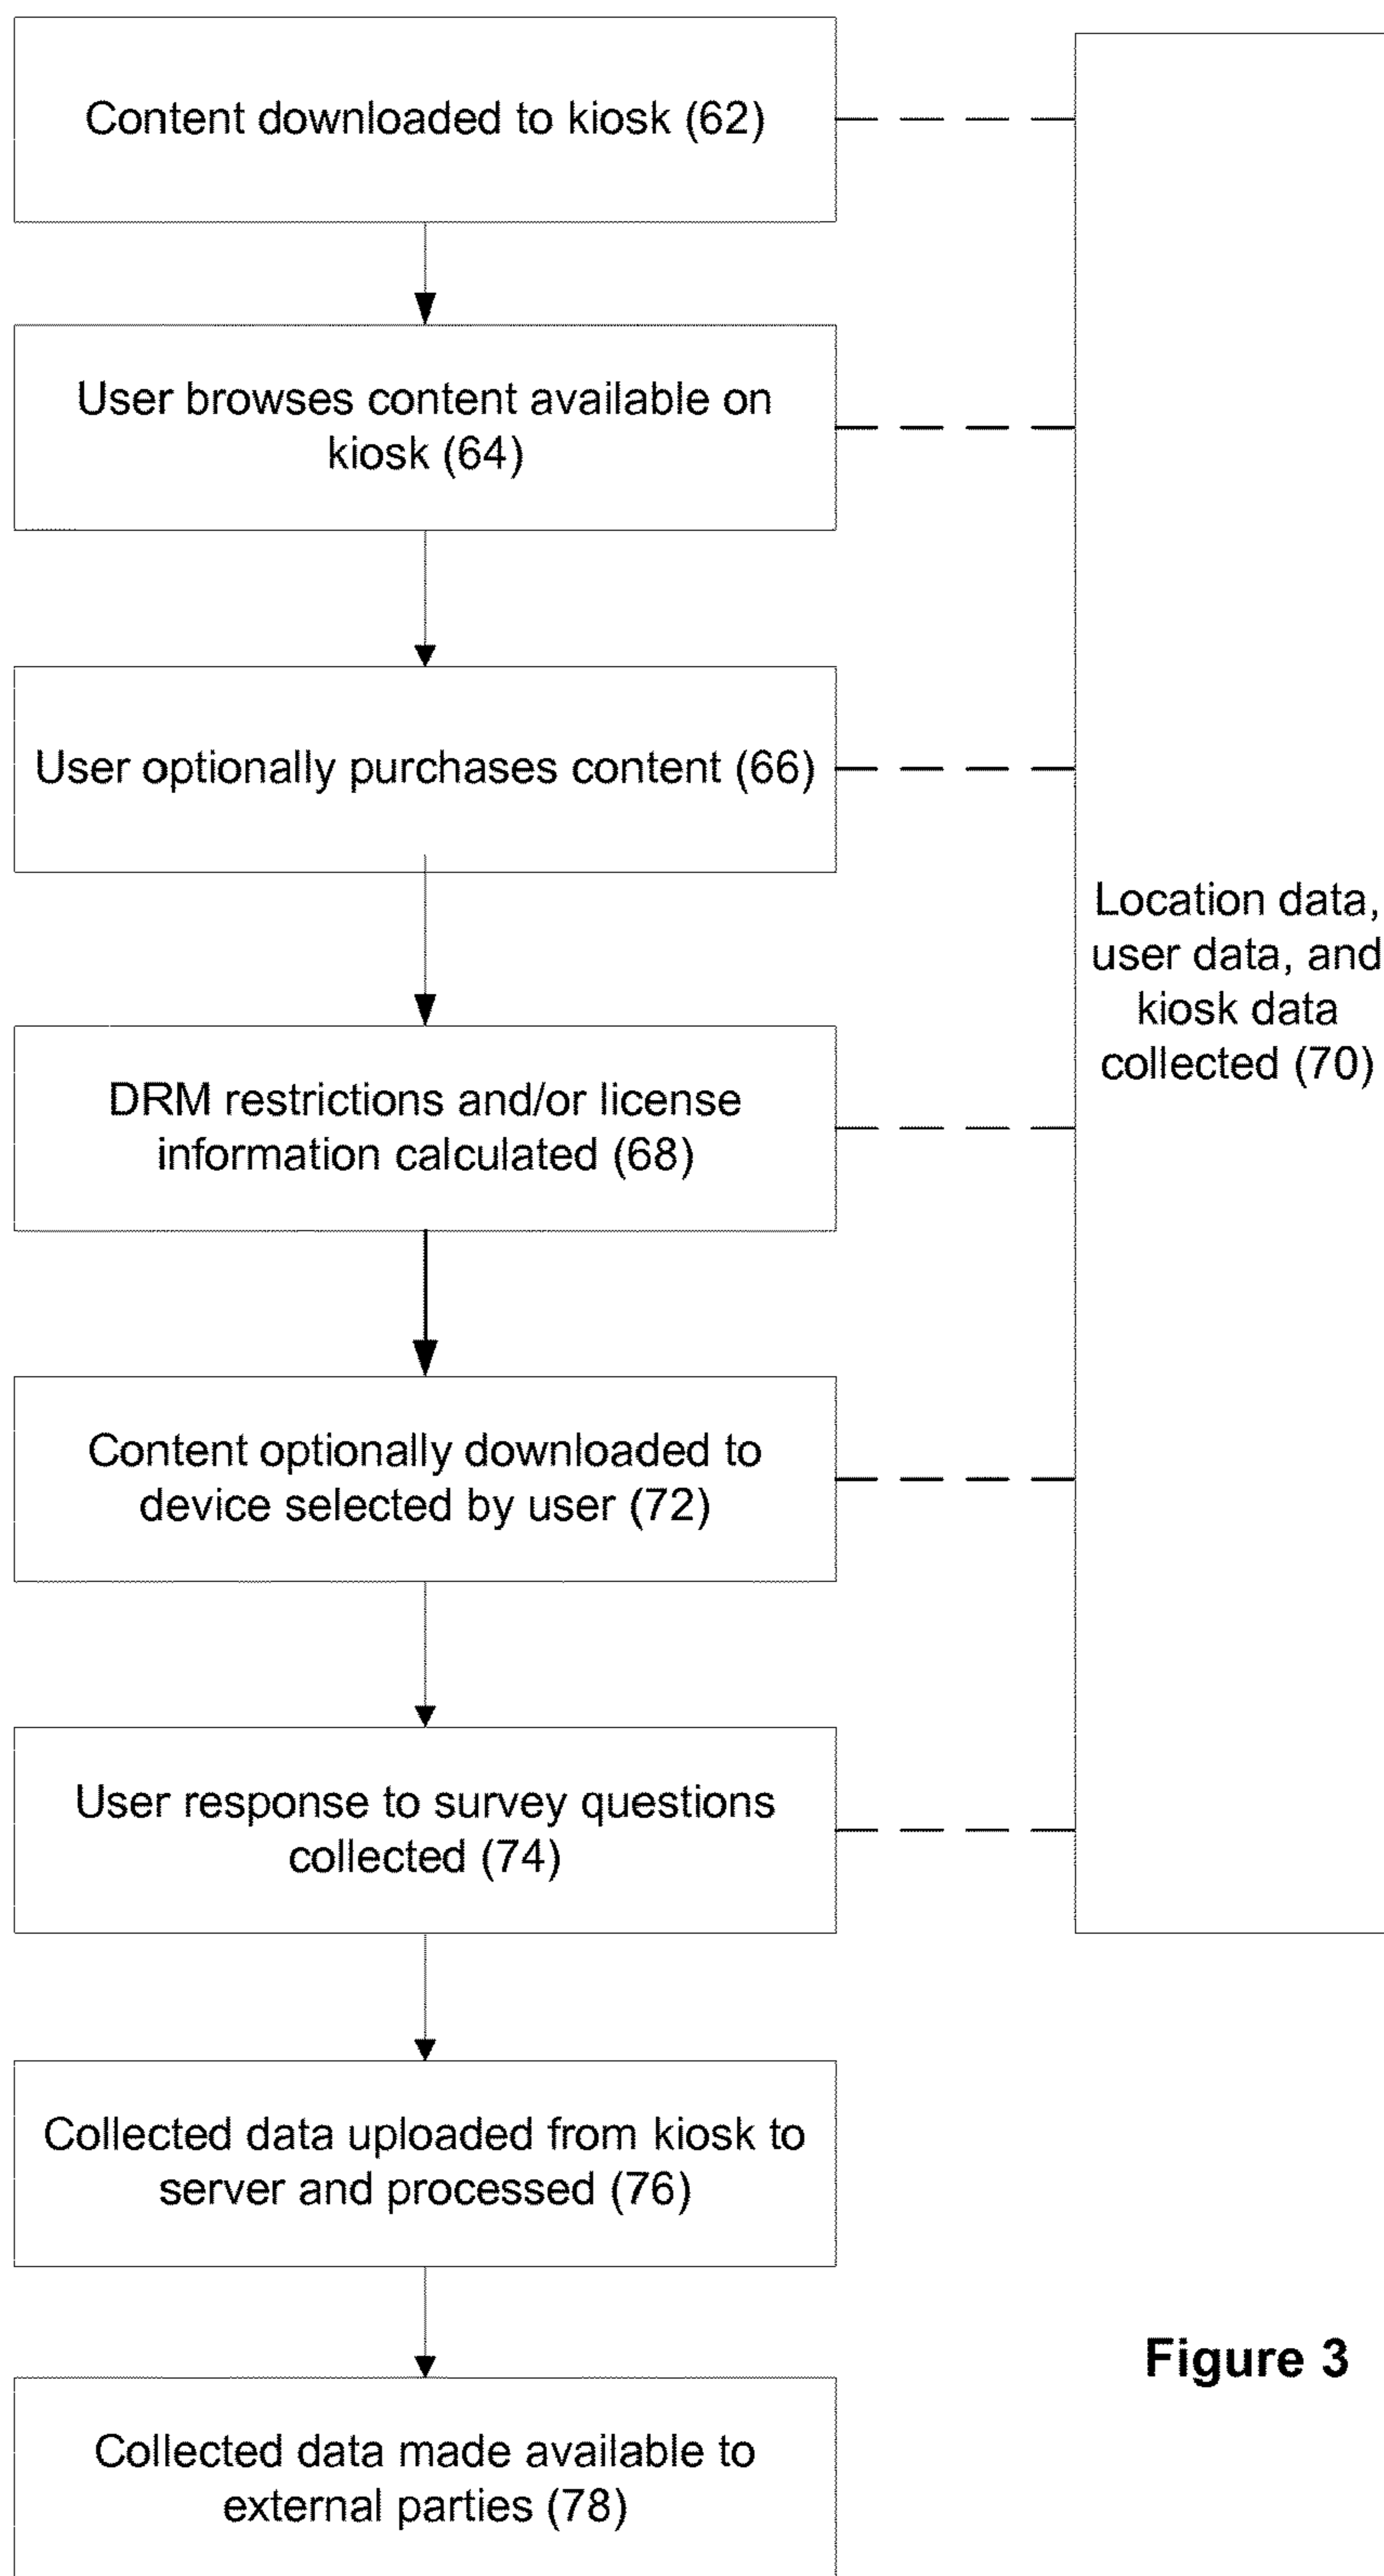 Content downloaded to kiosk (62)
User browses content available on
kiosk (64)
User optionally purchases content (66)
Location data,
user data, and
kiosk data
collected (70)
DRM restrictions and/or license
information calculated (68)
Content optionally downloaded to
device selected by user (72)
User response to survey questions
collected (74)
Collected data uploaded from kiosk to
server and processed (76)
Figure 3
Collected data made available to
external parties (78)